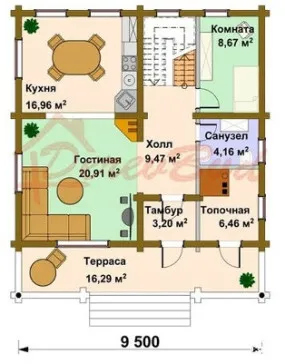 Комната
8,67 м²
Кухня
16,96 м²
Холл
9,47 м²
Санузел
4,16 м²
Гостиная
20,91 м²
Тамбур
3,20 м²
Топочная
6,46 м²
Терраса
16,29 м²
9 500